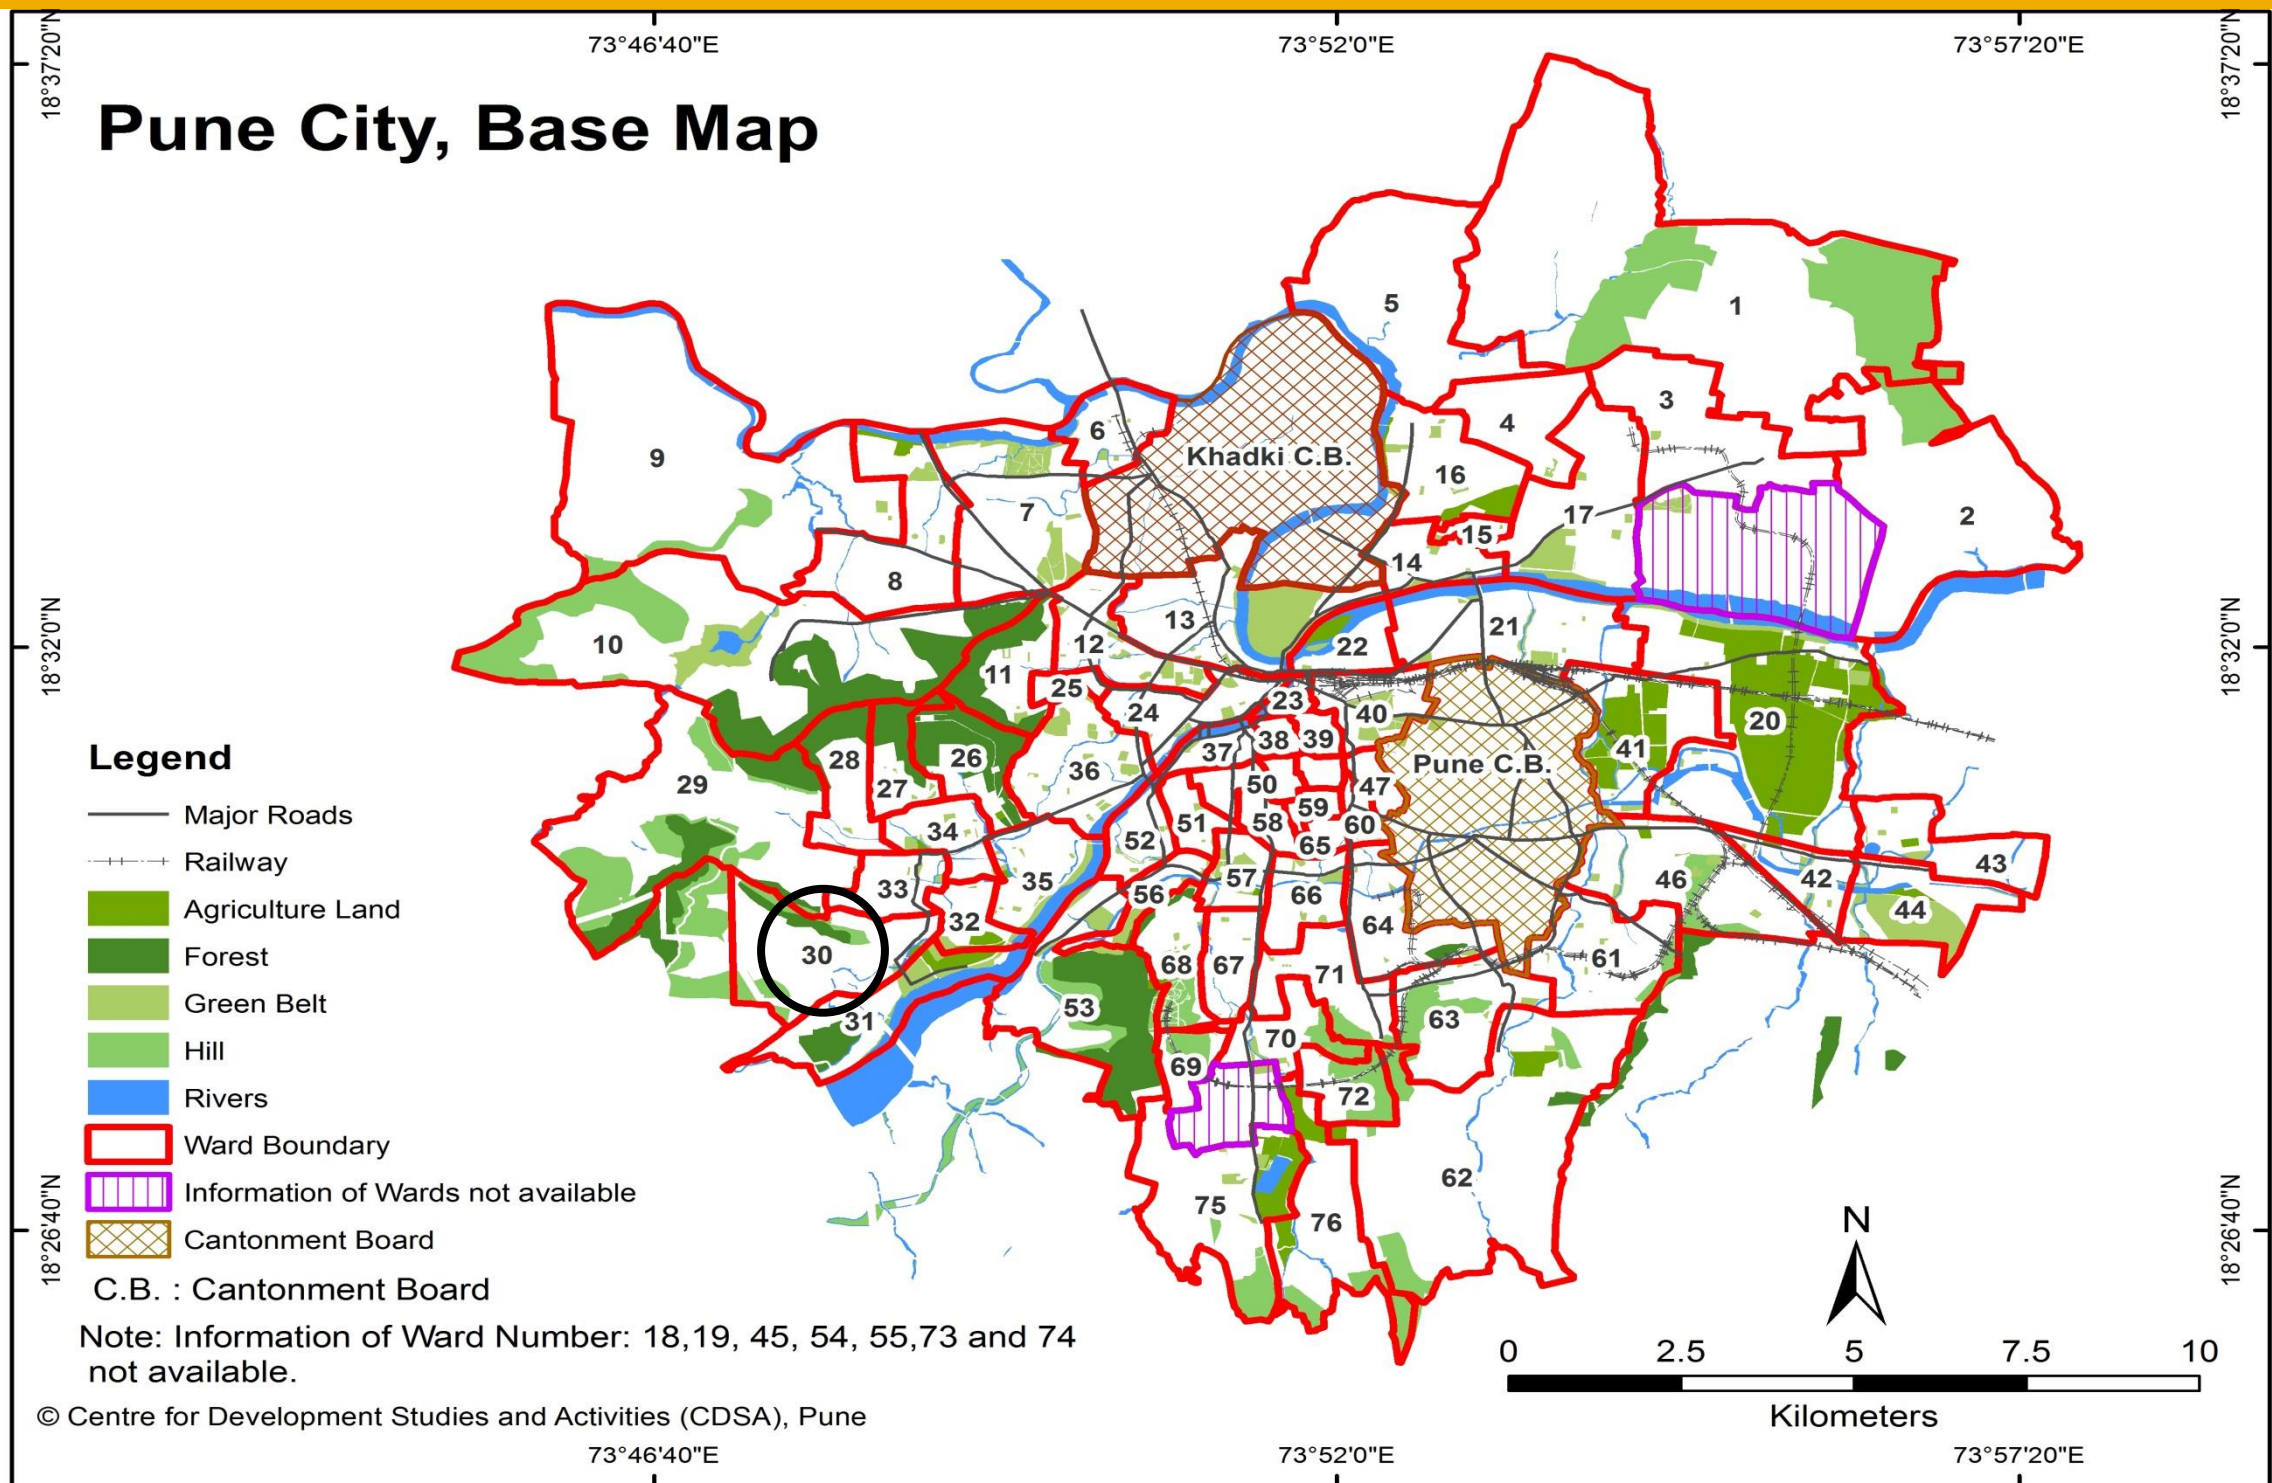 73°46'40"E
73°52'0"E
73°57'20"E
18°37'20"N
18°37'20"N
Pune City, Base Map
1
5
3
4
6
9
Khadki C.B.
16
7
17
2
15
14
8
13
21
10
12
22
18°32'0"N
18°32'0"N
11
25
23
24
40
20
38
39
37
41
28
26
Pune C.B.
36
29
27
50
47
59
51
58
60
34
52
65
43
35
57
46
42
33
56
66
44
32
64
30
68
67
61
71
53
31
63
70
69
72
62
75
76
Legend
Major Roads
Railway
Agriculture Land
Forest
Green Belt
Hill
Rivers
Ward Boundary
Information of Wards not available
Cantonment Board
C.B. : Cantonment Board
Note: Information of Ward Number: 18,19, 45, 54, 55,73 and 74
not available.
© Centre for Development Studies and Activities (CDSA), Pune
18°26'40"N
18°26'40"N
N
0 2.5 5 7.5 10
Kilometers
73°46'40"E
73°52'0"E
73°57'20"E